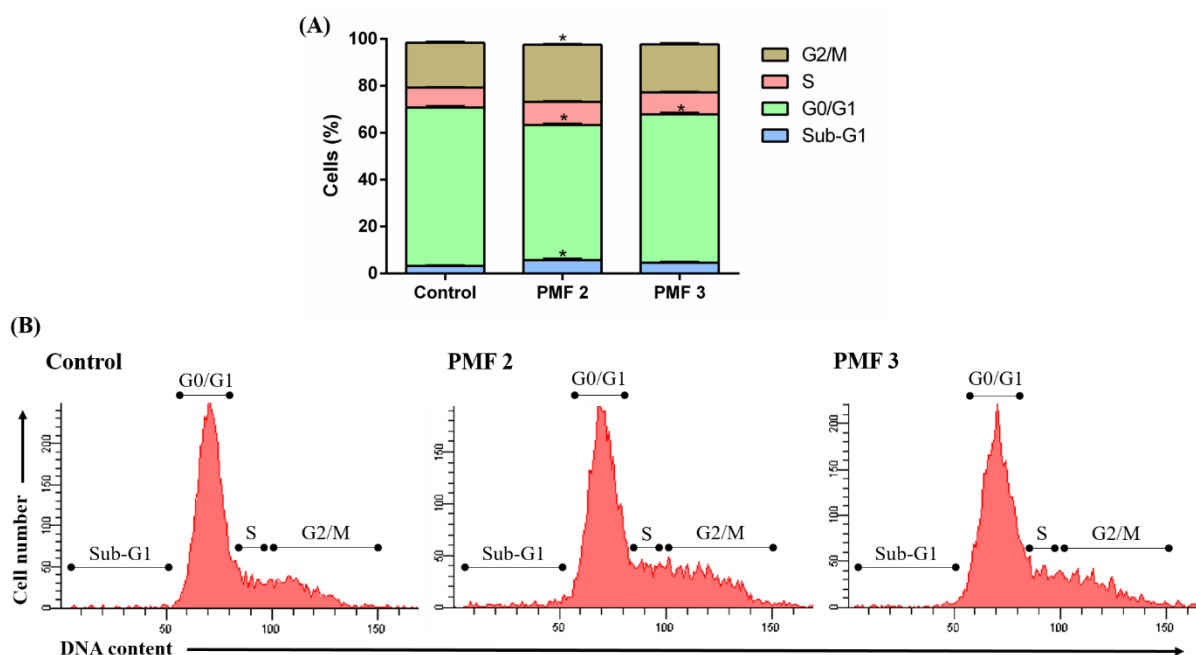 (A)
100
80
60
40
20
0
Cells (%)
*
*
*
*
Control
PMF 2
PMF 3
G2/M
S
G0/G1
Sub-G1
(B)
Control
G0/G1
S
G2/M
Sub-G1
Cell number
200
150
100
50
0
50
100
150
PMF 2
G0/G1
S
G2/M
Sub-G1
150
100
50
0
50
100
150
PMF 3
G0/G1
S
G2/M
Sub-G1
200
150
100
50
0
50
100
150
DNA content